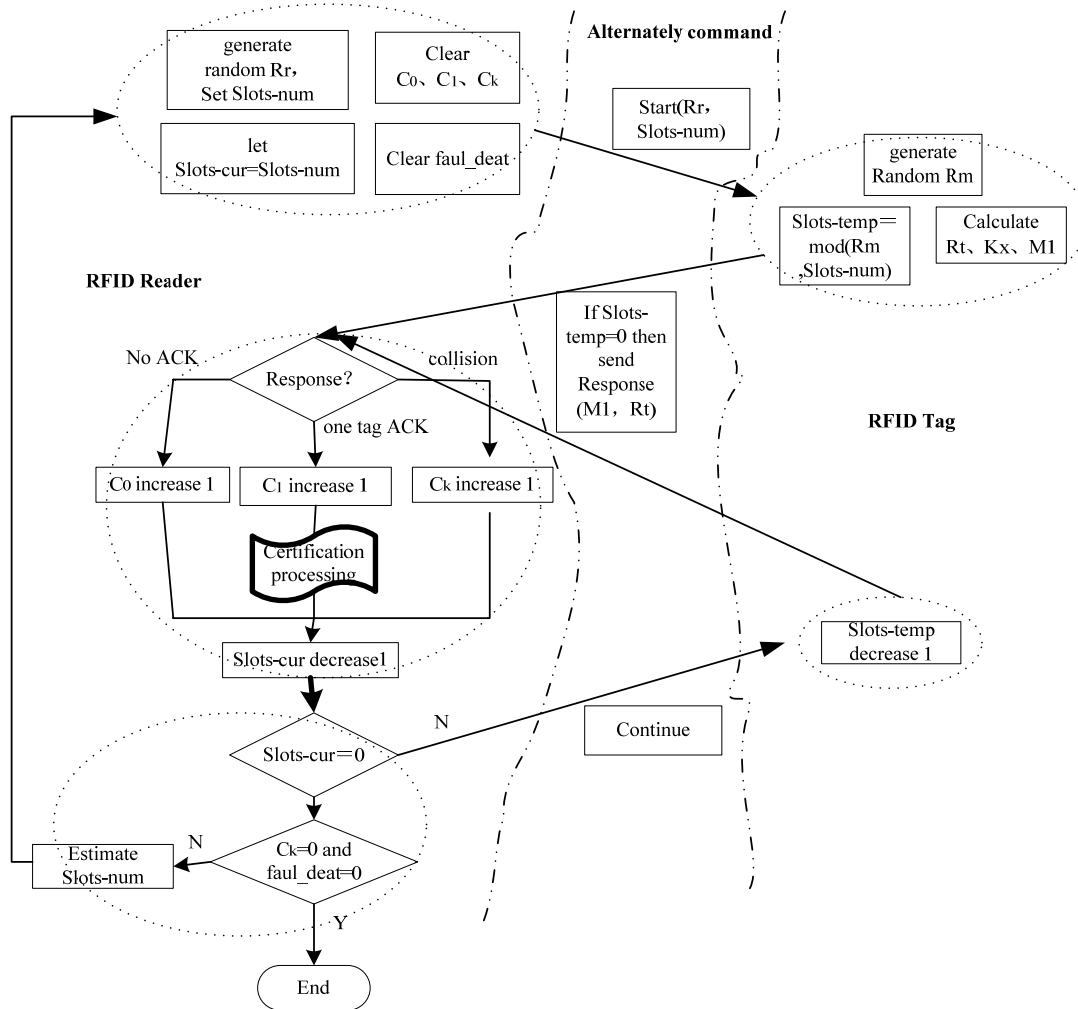 Alternately command
generate
random Rr，
Set Slots-num
Clear
C₀、C₁、Cₖ
let
Slots-cur=Slots-num
Clear faul_deat
Start(Rr,
Slots-num)
generate
Random Rm
Slots-temp＝
mod(Rm
,Slots-num)
Calculate
Rt、Kx、M1
RFID Reader
If Slots-
temp=0 then
send
Response
(M1，Rt)
RFID Tag
No ACK
collision
Response？
one tag ACK
C₀ increase 1
C₁ increase 1
Cₖ increase 1
Certification
processing
Slots-cur decrease1
Slots-temp
decrease 1
N
Continue
Slots-cur＝0
N
Estimate
Slots-num
Cₖ=0 and
faul_deat=0
Y
End